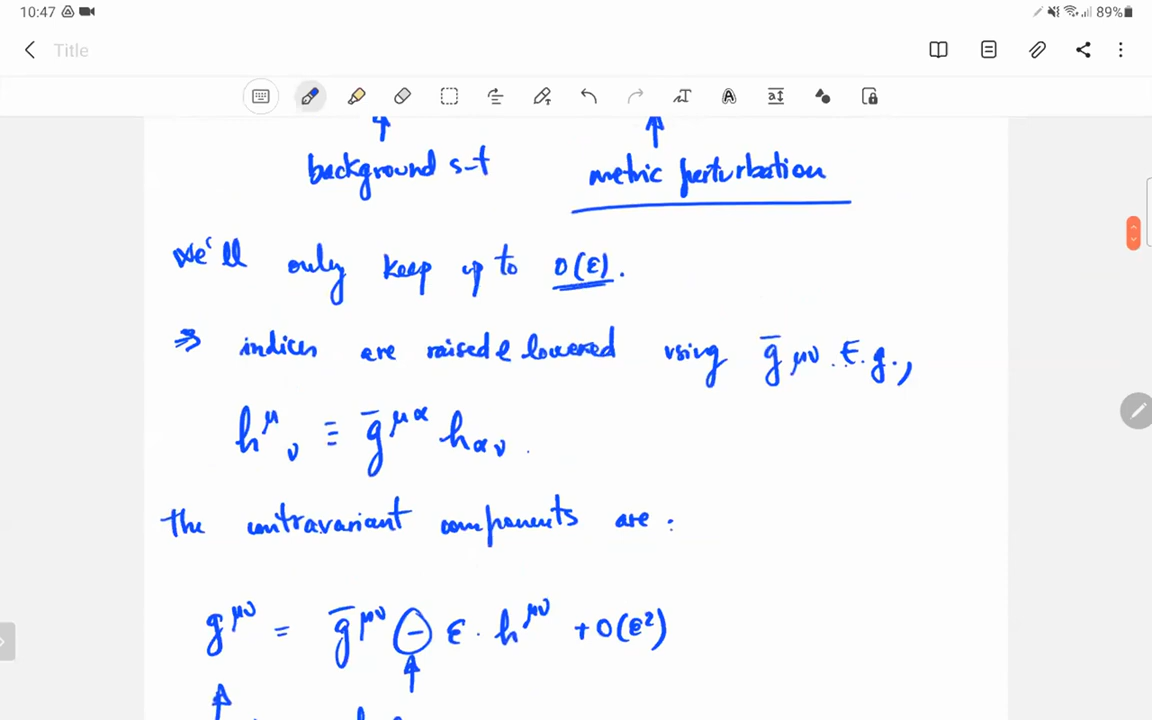 10:47
89%
Title
background s-t
metric perturbation
We'll only keep up to O(ε).
⇒ indices are raised & lowered using ḡμν. E.g.,
h^μ_ν ≡ ḡ^μα h_αν.
The contravariant components are:
g^μν = ḡ^μν ⊖ ε · h^μν + O(ε²)